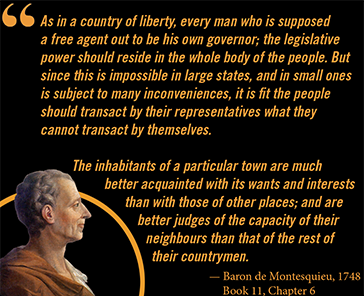 “ As in a country of liberty, every man who is supposed
a free agent out to be his own governor; the legislative
power should reside in the whole body of the people. But
since this is impossible in large states, and in small ones
is subject to many inconveniences, it is fit the people
should transact by their representatives what they
cannot transact by themselves.
The inhabitants of a particular town are much
better acquainted with its wants and interests
than with those of other places; and are
better judges of the capacity of their
neighbours than that of the rest of
their countrymen.
— Baron de Montesquieu, 1748
Book 11, Chapter 6